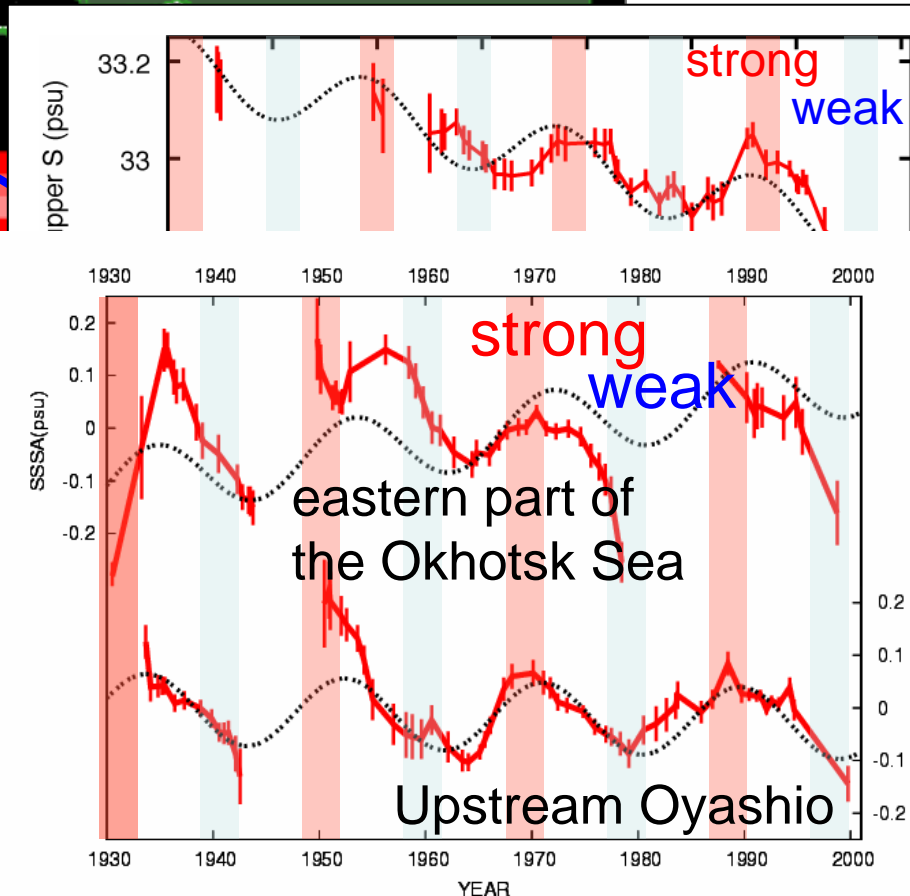 strong
33.2
weak
33
upper S (psu)
1930 1940 1950 1960 1970 1980 1990 2000
0.2
strong
0.1
weak
0
SSSA(psu)
-0.1
eastern part of
-0.2
the Okhotsk Sea
0.2
0.1
0
-0.1
Upstream Oyashio
-0.2
1930 1940 1950 1960 1970 1980 1990 2000
YEAR